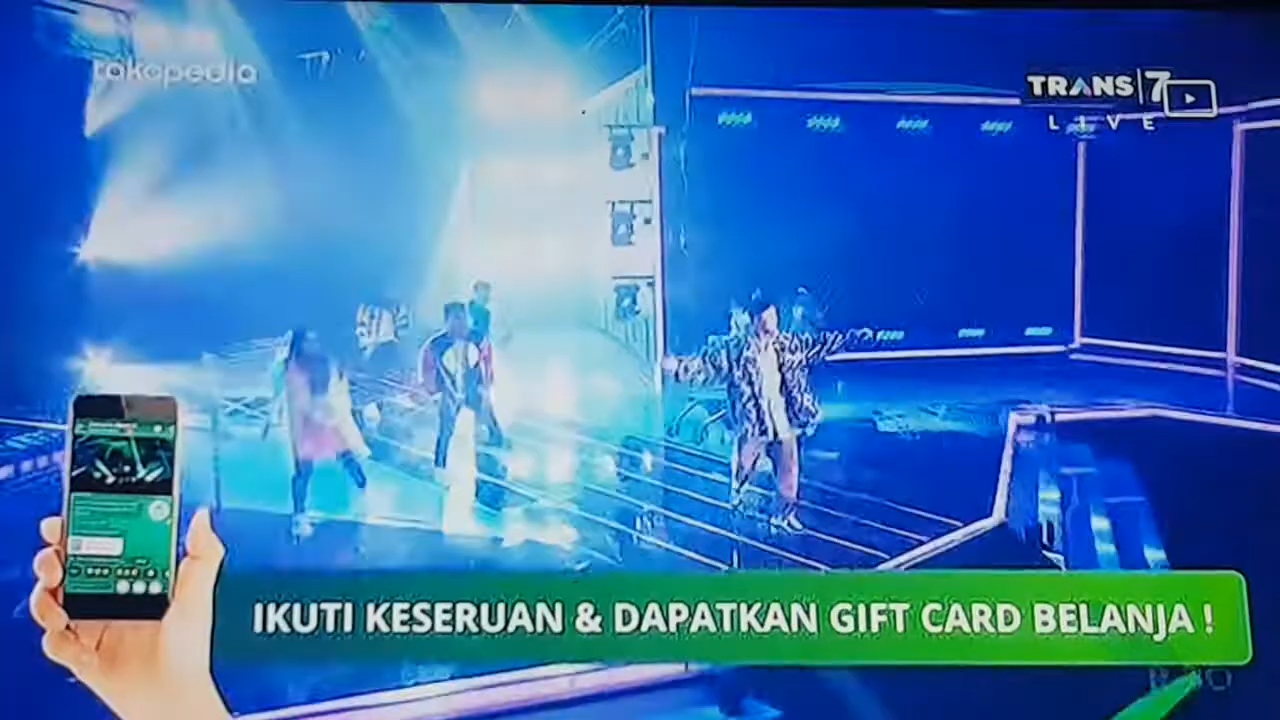 tokopedia
TRANS|7
LIVE
IKUTI KESERUAN & DAPATKAN GIFT CARD BELANJA !